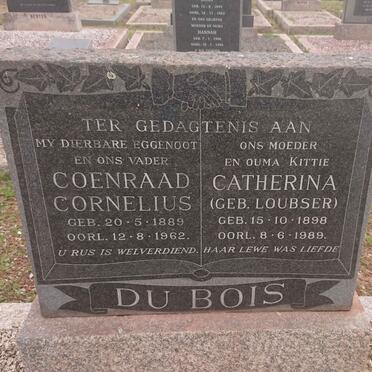 TER GEDAGTENIS AAN
MY DIERBARE EGGENOOT
EN ONS VADER
COENRAAD
CORNELIUS
GEB. 20-5-1889
OORL. 12-8-1962.
U RUS IS WELVERDIEND.
ONS MOEDER
EN OUMA KITTIE
CATHERINA
(GEB. LOUBSER)
GEB. 15-10-1898
OORL. 8-6-1989.
HAAR LEWE WAS LIEFDE
DU BOIS